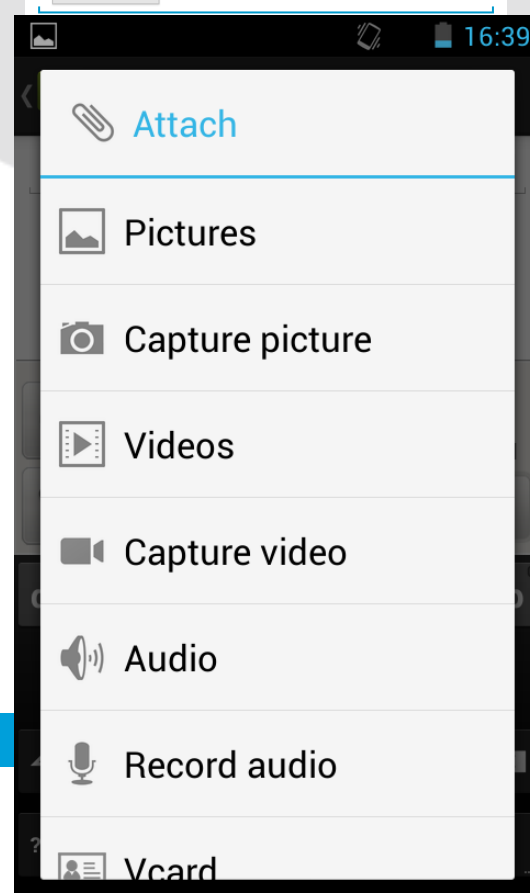 16:39
Attach
Pictures
Capture picture
Videos
Capture video
Audio
Record audio
Vcard